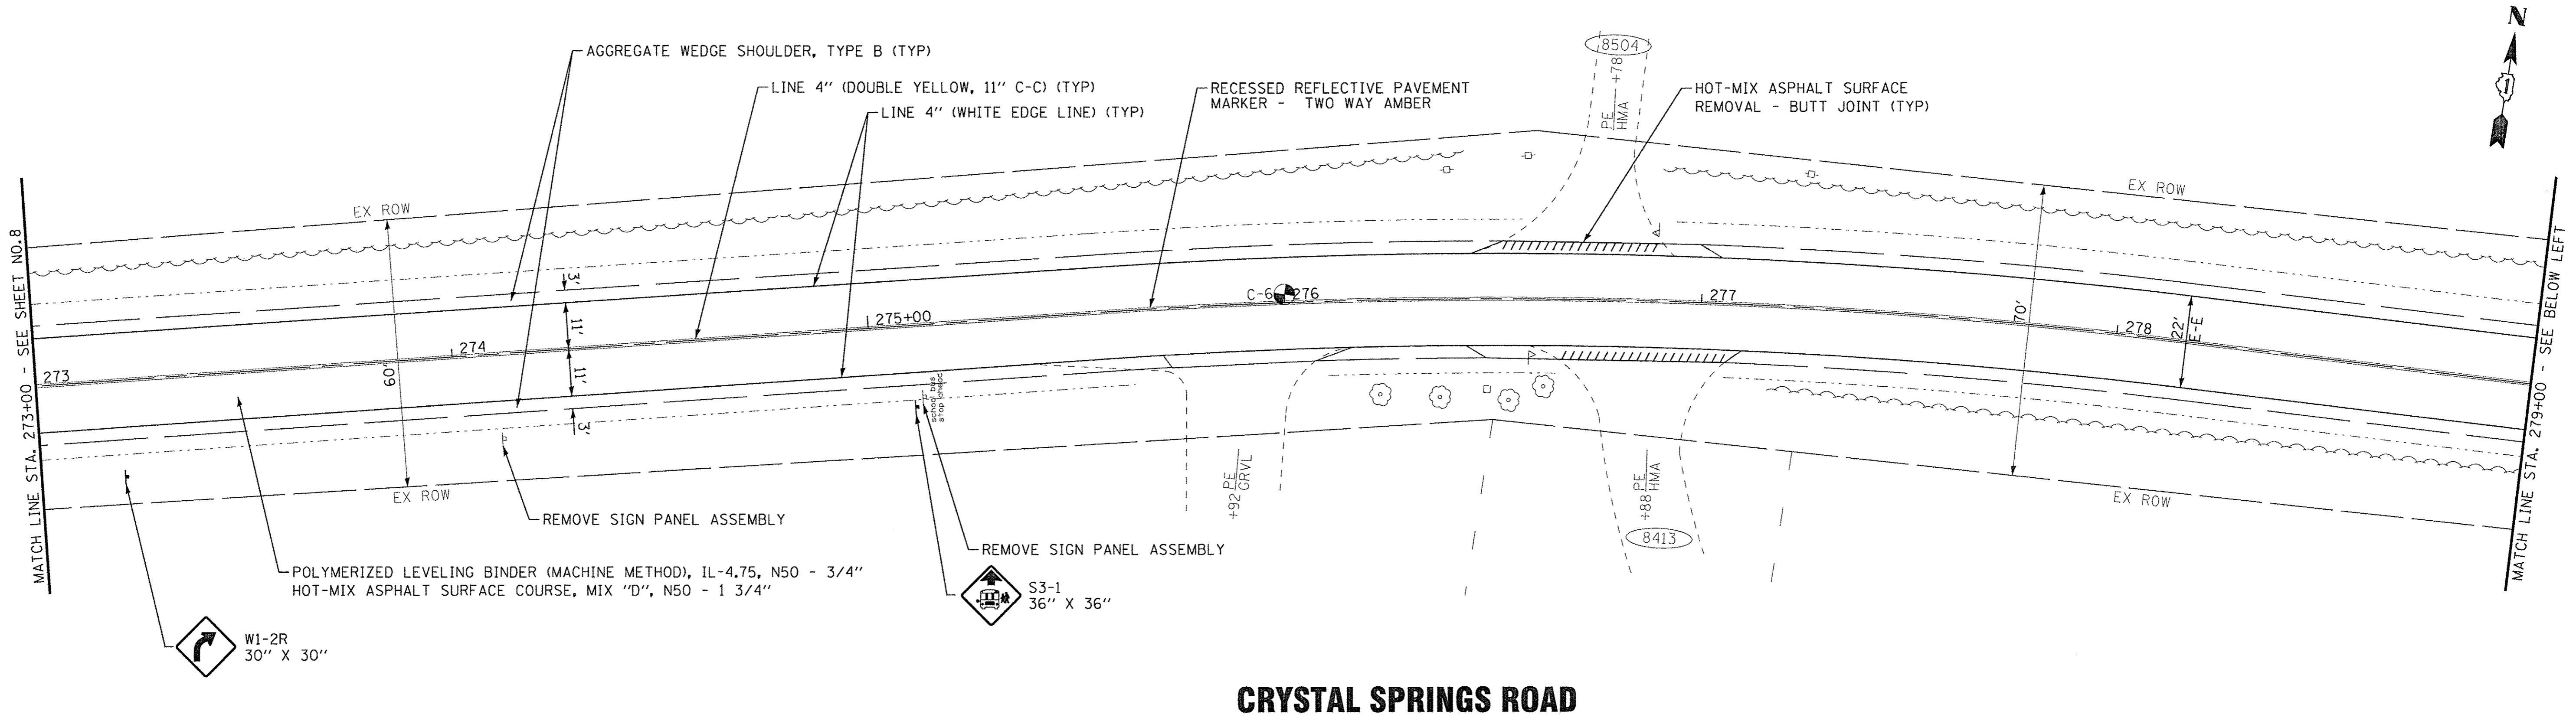 AGGREGATE WEDGE SHOULDER, TYPE B (TYP)
LINE 4" (DOUBLE YELLOW, 11" C-C) (TYP)
LINE 4" (WHITE EDGE LINE) (TYP)
RECESSED REFLECTIVE PAVEMENT
MARKER - TWO WAY AMBER
8504
+78
PE
HMA
HOT-MIX ASPHALT SURFACE
REMOVAL - BUTT JOINT (TYP)
N
1
MATCH LINE STA. 273+00 - SEE SHEET NO.8
EX ROW
EX ROW
3'
11'
11'
3'
60'
273
274
275+00
C-6
276
277
278
70'
22'
E-E
MATCH LINE STA. 279+00 - SEE BELOW LEFT
school bus
stop ahead
EX ROW
EX ROW
+92
PE
GRVL
+88
PE
HMA
8413
REMOVE SIGN PANEL ASSEMBLY
REMOVE SIGN PANEL ASSEMBLY
POLYMERIZED LEVELING BINDER (MACHINE METHOD), IL-4.75, N50 - 3/4"
HOT-MIX ASPHALT SURFACE COURSE, MIX "D", N50 - 1 3/4"
S3-1
36" X 36"
W1-2R
30" X 30"
CRYSTAL SPRINGS ROAD